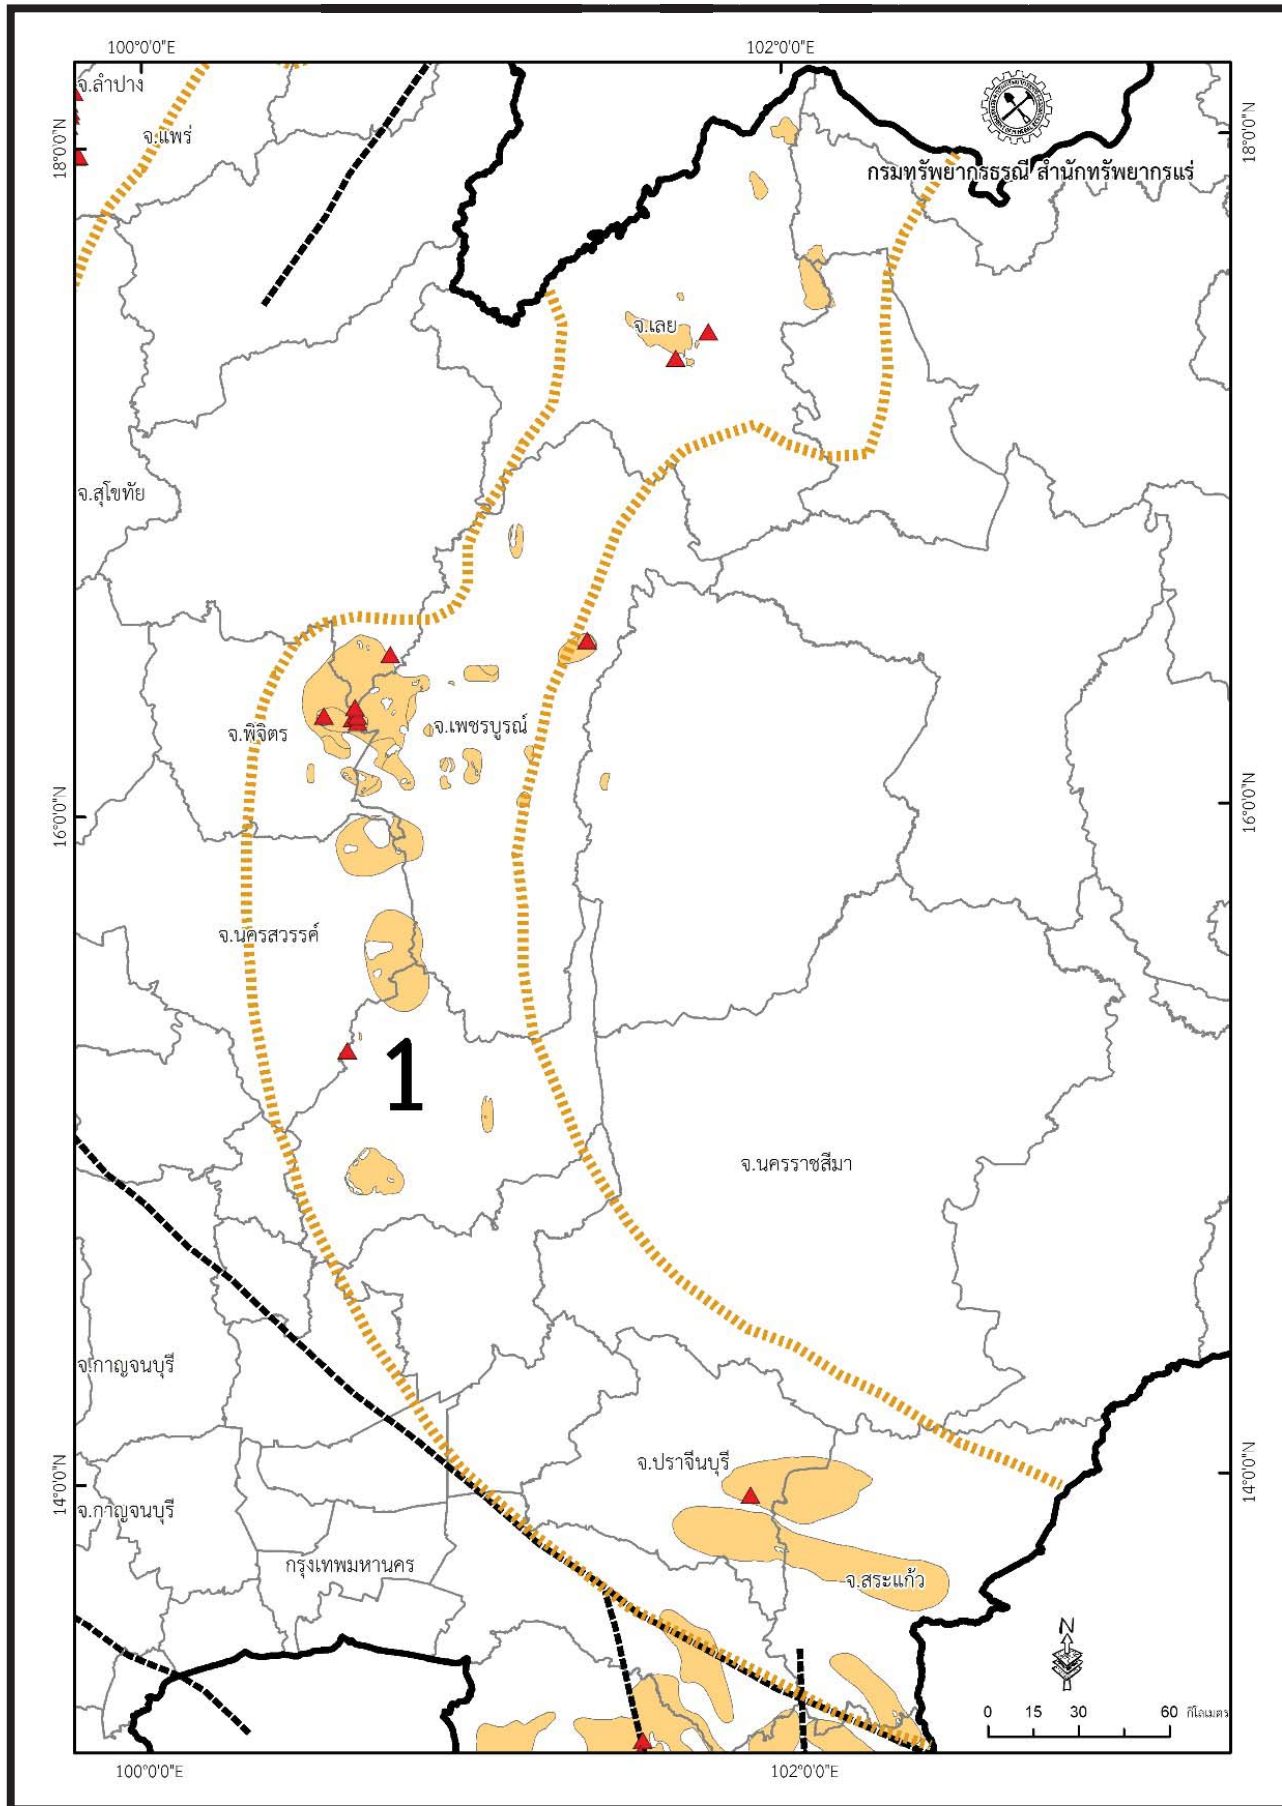 100°0'0"E
102°0'0"E
จ.ลำปาง
จ.แพร่
18°0'0"N
18°0'0"N
กรมทรัพยากรธรณี สำนักทรัพยากรแร่
จ.เลย
จ.สุโขทัย
จ.พิจิตร
จ.เพชรบูรณ์
16°0'0"N
16°0'0"N
จ.นครสวรรค์
1
จ.นครราชสีมา
จ.กาญจนบุรี
จ.ปราจีนบุรี
14°0'0"N
14°0'0"N
จ.กาญจนบุรี
กรุงเทพมหานคร
จ.สระแก้ว
N
0 15 30 60 กิโลเมตร
100°0'0"E
102°0'0"E